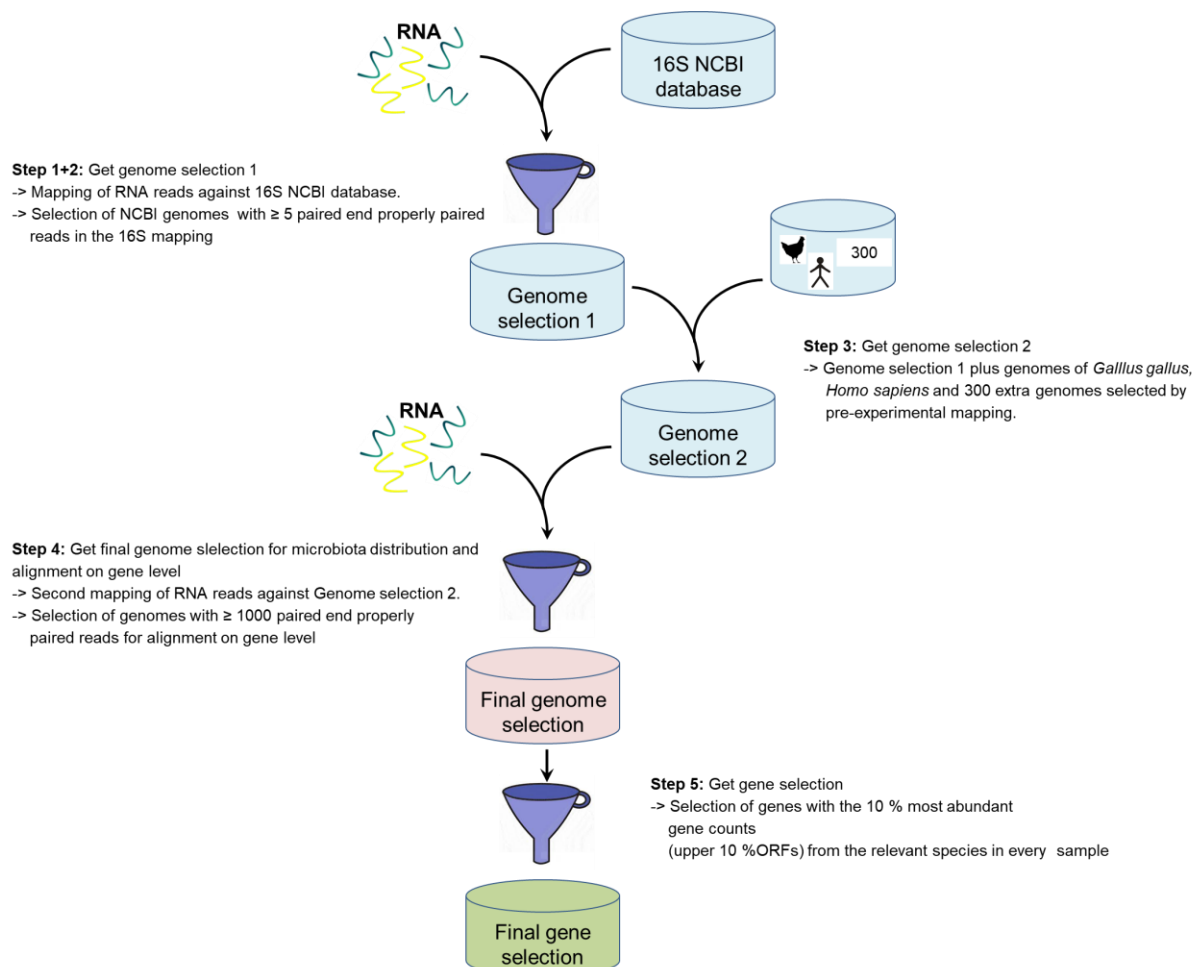 RNA
16S NCBI
database
Step 1+2: Get genome selection 1
-> Mapping of RNA reads against 16S NCBI database.
-> Selection of NCBI genomes with ≥ 5 paired end properly paired
reads in the 16S mapping
300
Genome
selection 1
Step 3: Get genome selection 2
-> Genome selection 1 plus genomes of Galllus gallus,
Homo sapiens and 300 extra genomes selected by
pre-experimental mapping.
RNA
Genome
selection 2
Step 4: Get final genome slelection for microbiota distribution and
alignment on gene level
-> Second mapping of RNA reads against Genome selection 2.
-> Selection of genomes with ≥ 1000 paired end properly
paired reads for alignment on gene level
Final genome
selection
Step 5: Get gene selection
-> Selection of genes with the 10 % most abundant
gene counts
(upper 10 %ORFs) from the relevant species in every sample
Final gene
selection